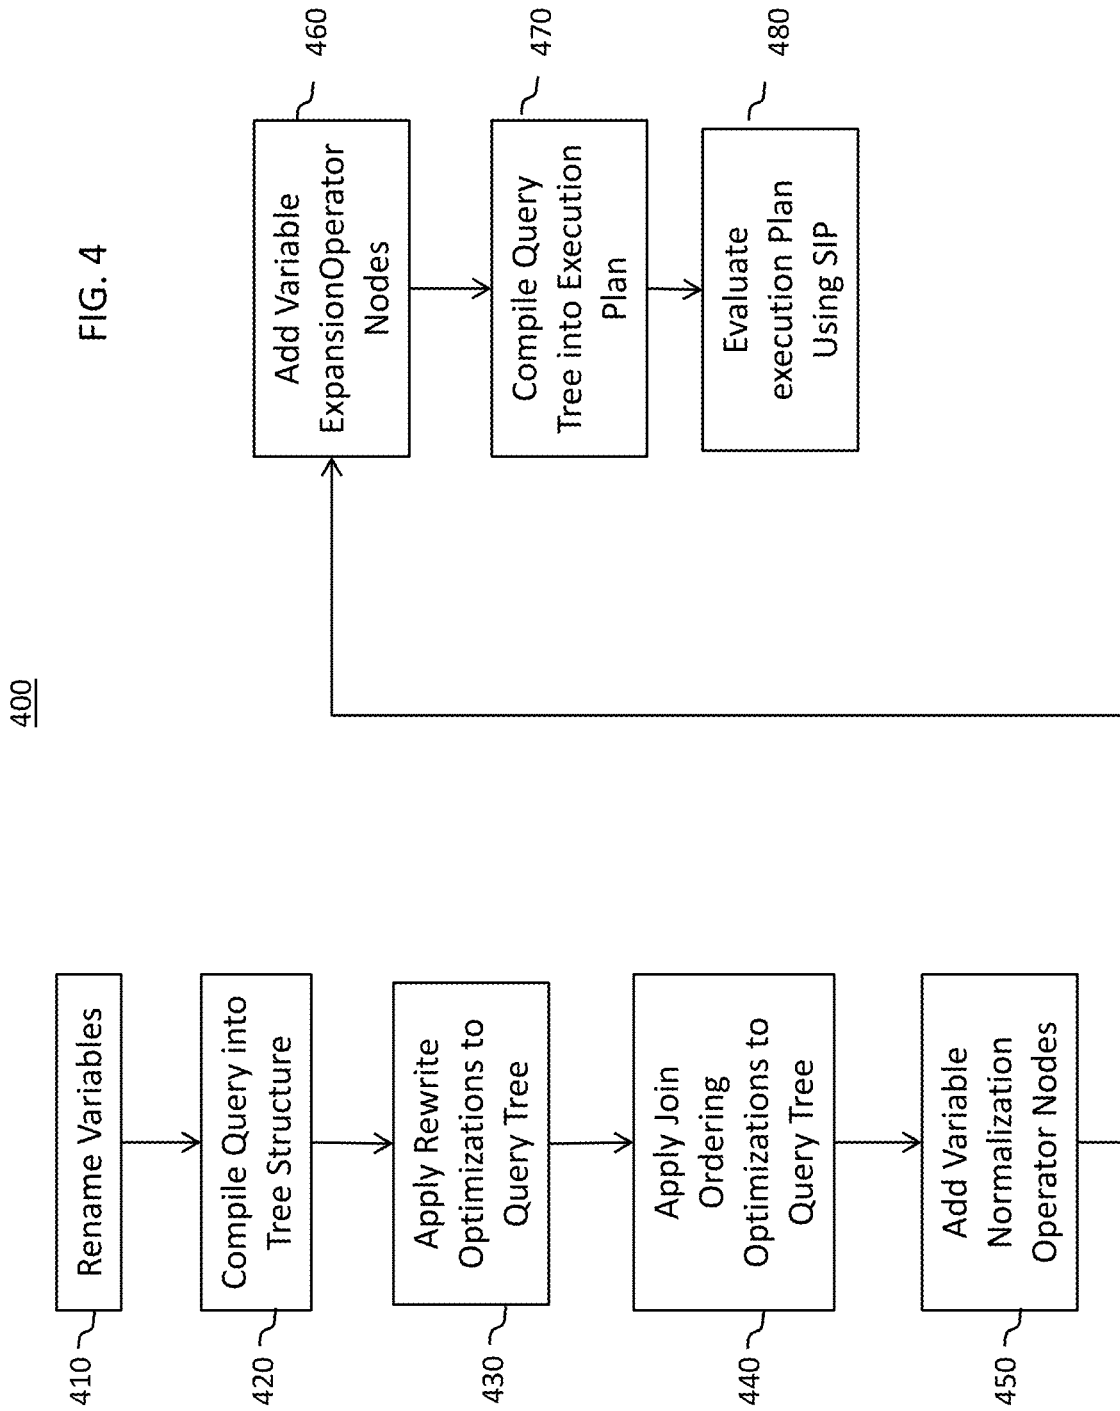 400
FIG. 4
410
Rename Variables
420
Compile Query into
Tree Structure
430
Apply Rewrite
Optimizations to
Query Tree
440
Apply Join
Ordering
Optimizations to
Query Tree
450
Add Variable
Normalization
Operator Nodes
460
Add Variable
ExpansionOperator
Nodes
470
Compile Query
Tree into Execution
Plan
480
Evaluate
execution Plan
Using SIP